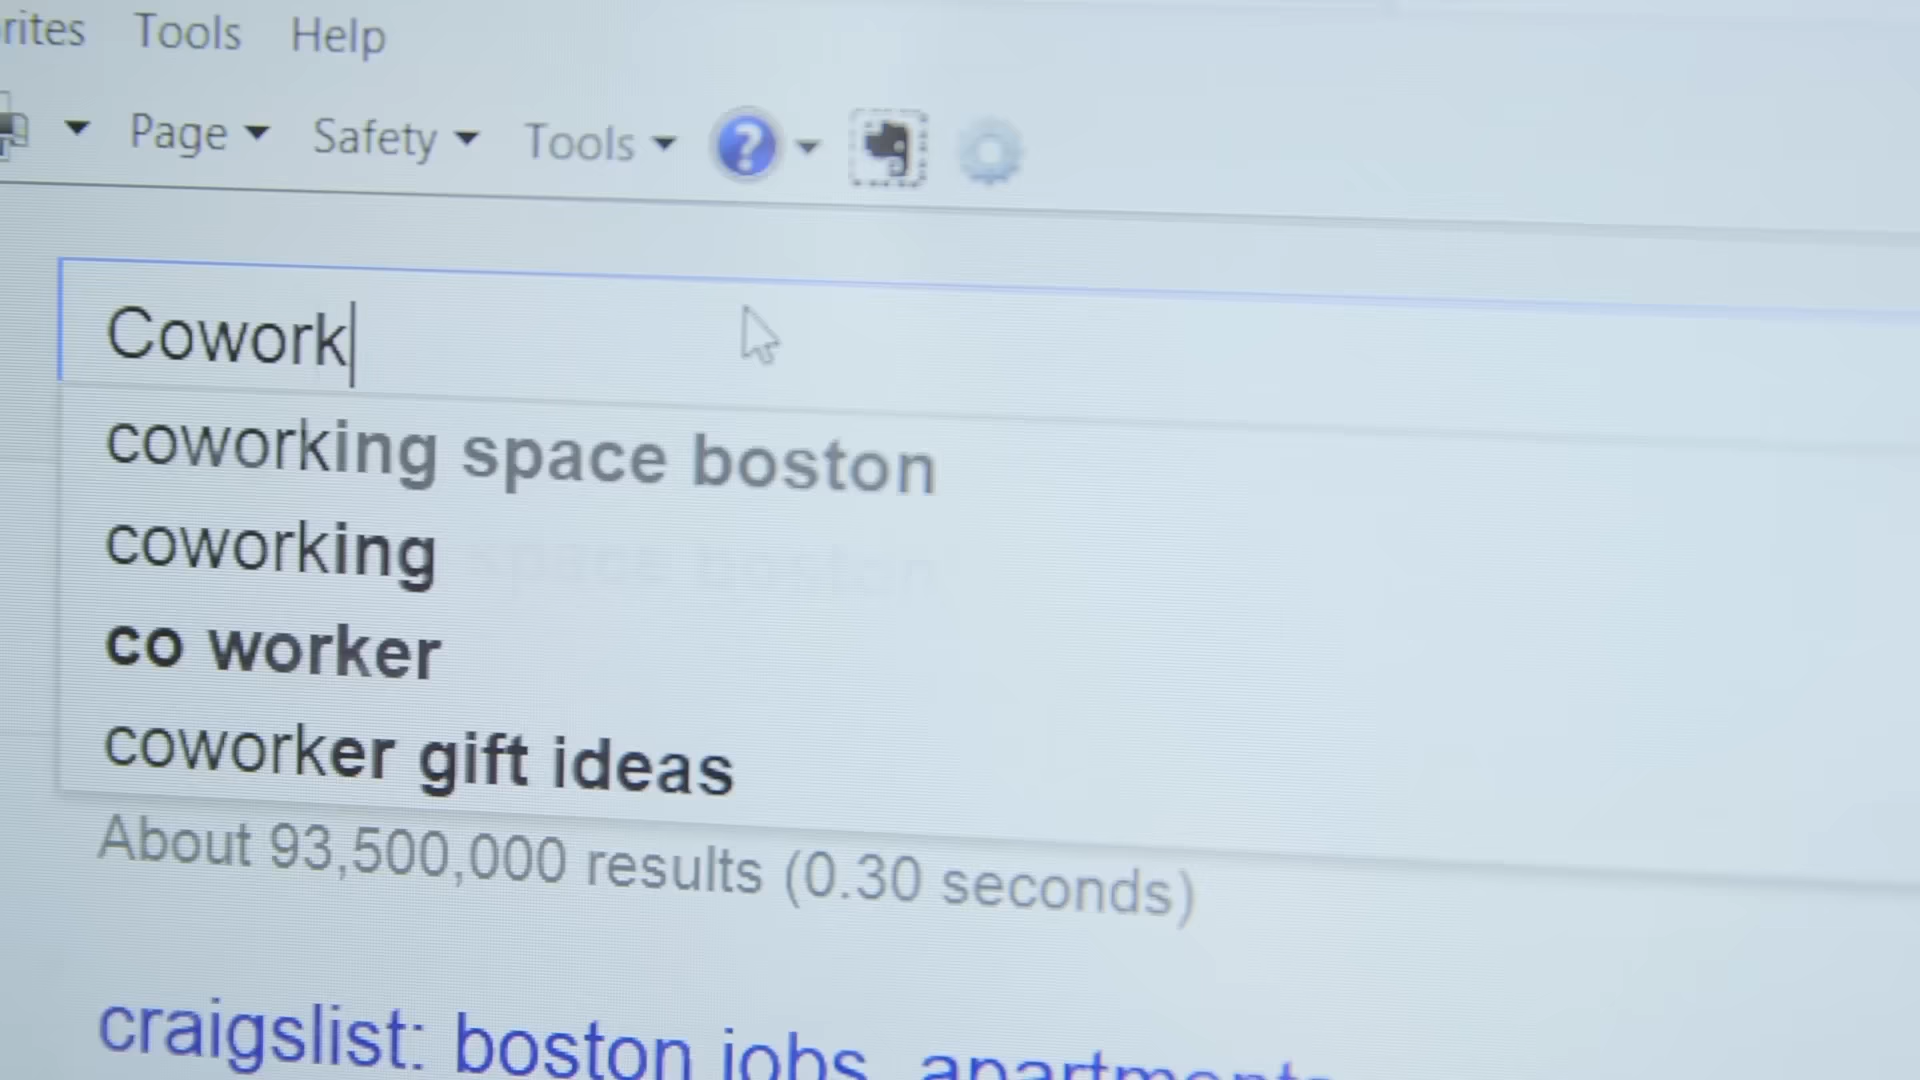 Tools Help
Page Safety Tools
Cowork
coworking space boston
coworking
co worker
coworker gift ideas
About 93,500,000 results (0.30 seconds)
craigslist: boston jobs, apartments